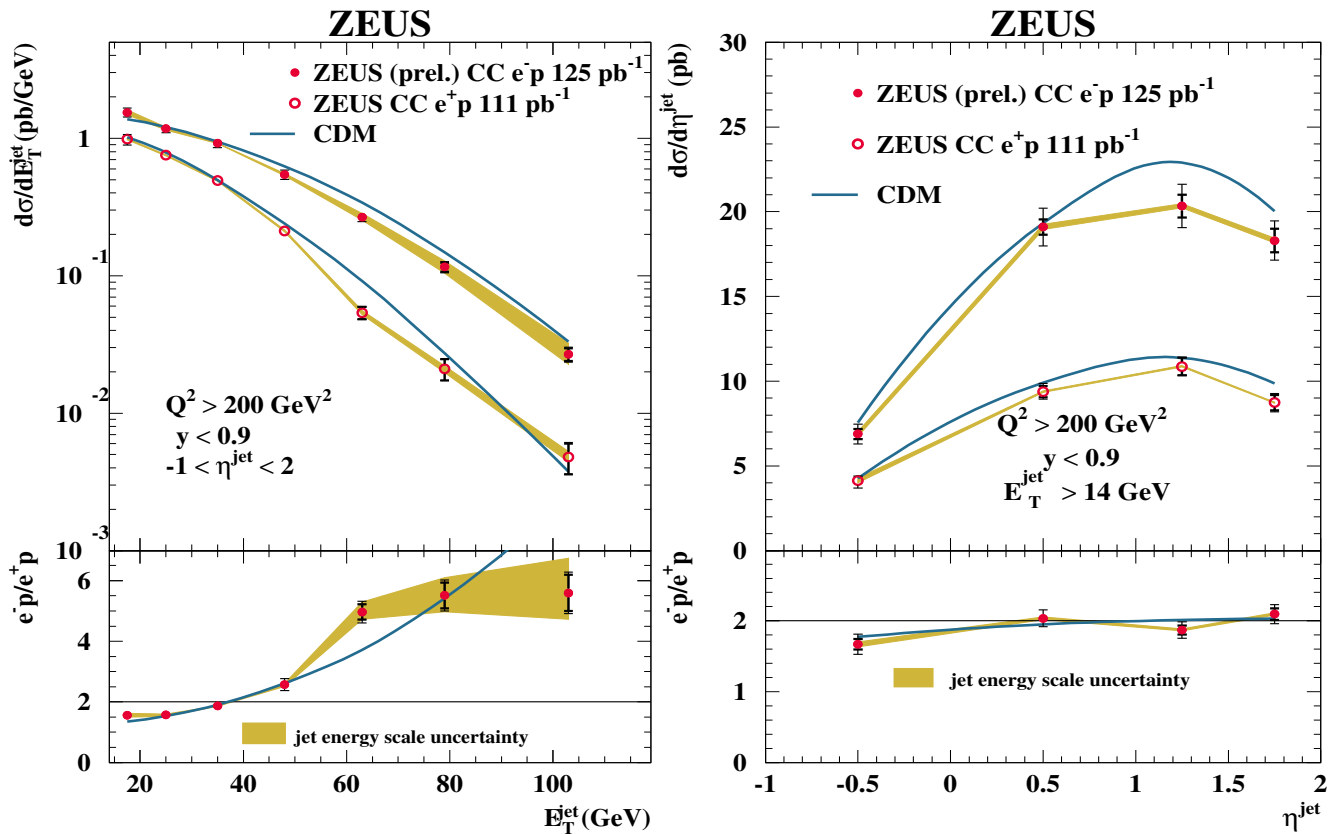 ZEUS
dσ/dE_T^jet (pb/GeV)
ZEUS (prel.) CC e⁻p 125 pb⁻¹
ZEUS CC e⁺p 111 pb⁻¹
CDM
1
10⁻¹
10⁻²
10⁻³
Q² > 200 GeV²
y < 0.9
-1 < η^jet < 2
e⁻p/e⁺p
10
8
6
4
2
0
jet energy scale uncertainty
20 40 60 80 100
E_T^jet (GeV)
ZEUS
dσ/dη^jet (pb)
30
25
20
15
10
5
0
ZEUS (prel.) CC e⁻p 125 pb⁻¹
ZEUS CC e⁺p 111 pb⁻¹
CDM
Q² > 200 GeV²
y < 0.9
E_T^jet > 14 GeV
e⁻p/e⁺p
2
1
0
jet energy scale uncertainty
-1 -0.5 0 0.5 1 1.5 2
η^jet